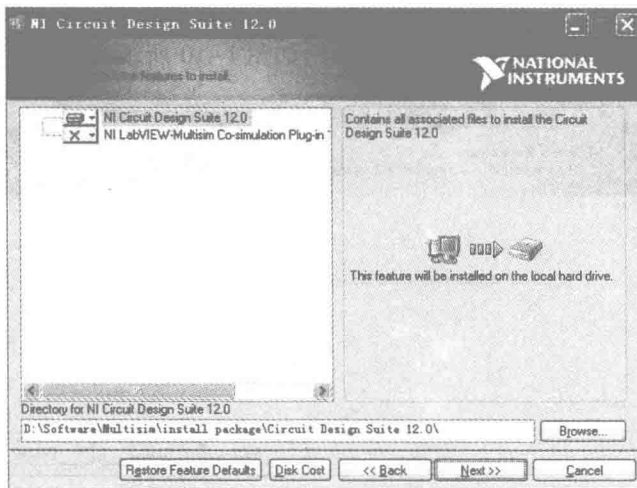 NI Circuit Design Suite 12.0
features to install.
NATIONAL
INSTRUMENTS
NI Circuit Design Suite 12.0
NI LabVIEW-Multisim Co-simulation Plug-in
Contains all associated files to install the Circuit
Design Suite 12.0
This feature will be installed on the local hard drive.
Directory for NI Circuit Design Suite 12.0
D:\Software\Multisim\install package\Circuit Design Suite 12.0\
Browse...
Restore Feature Defaults
Disk Cost
<< Back
Next >>
Cancel